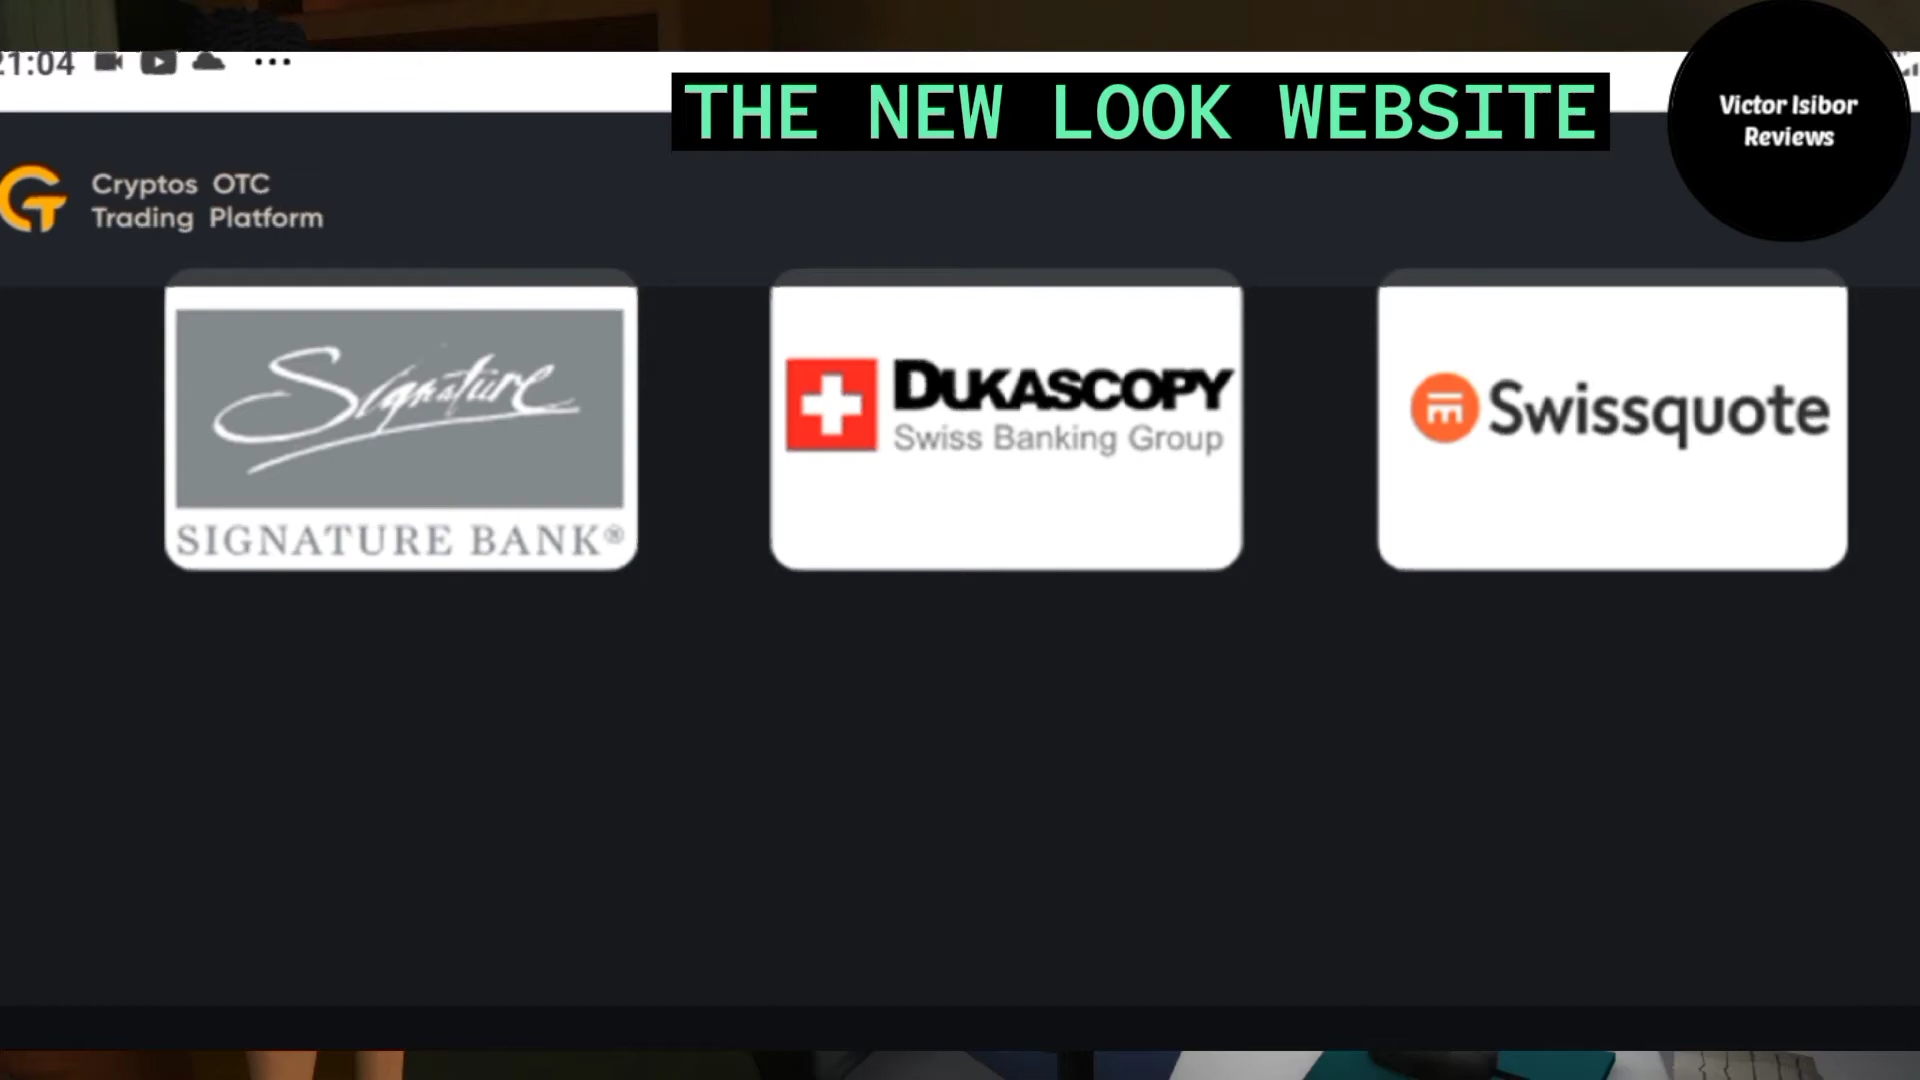 21:04
THE NEW LOOK WEBSITE
Victor Isibor
Reviews
Cryptos OTC
Trading Platform
Signature
SIGNATURE BANK®
DUKASCOPY
Swiss Banking Group
Swissquote